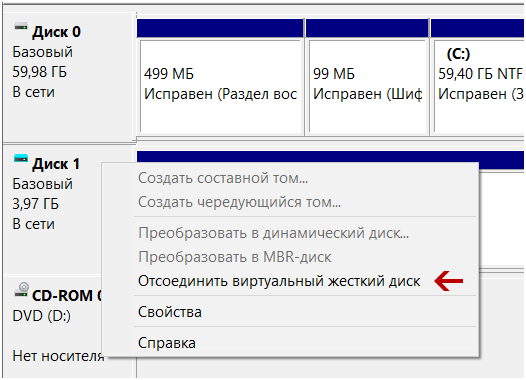 Диск 0
Базовый
59,98 ГБ
В сети
499 МБ
Исправен (Раздел вос
99 МБ
Исправен (Шиф
(C:)
59,40 ГБ NTF
Исправен (З
Диск 1
Базовый
3,97 ГБ
В сети
Создать составной том...
Создать чередующийся том...
Преобразовать в динамический диск...
Преобразовать в MBR-диск
Отсоединить виртуальный жесткий диск
Свойства
Справка
CD-ROM 0
DVD (D:)
Нет носителя